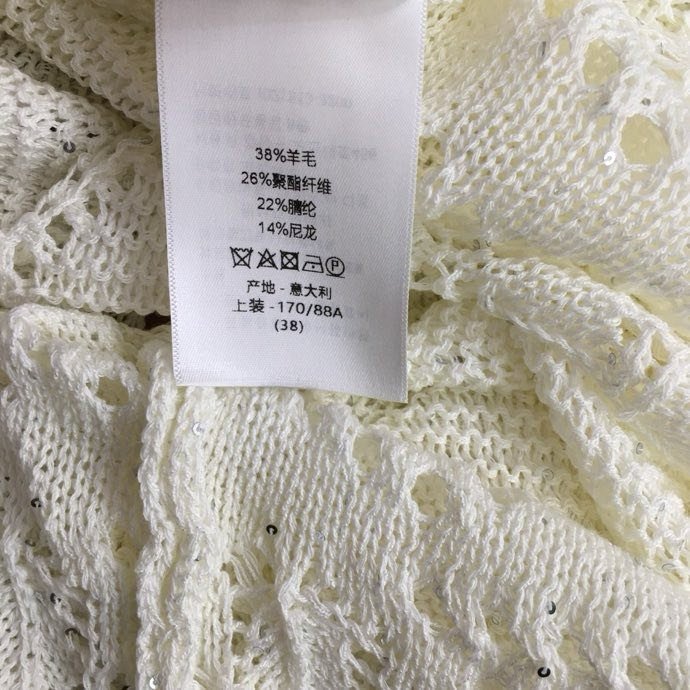 38%羊毛
26%聚酯纤维
22%腈纶
14%尼龙
产地 - 意大利
上装 -170/88A
(38)